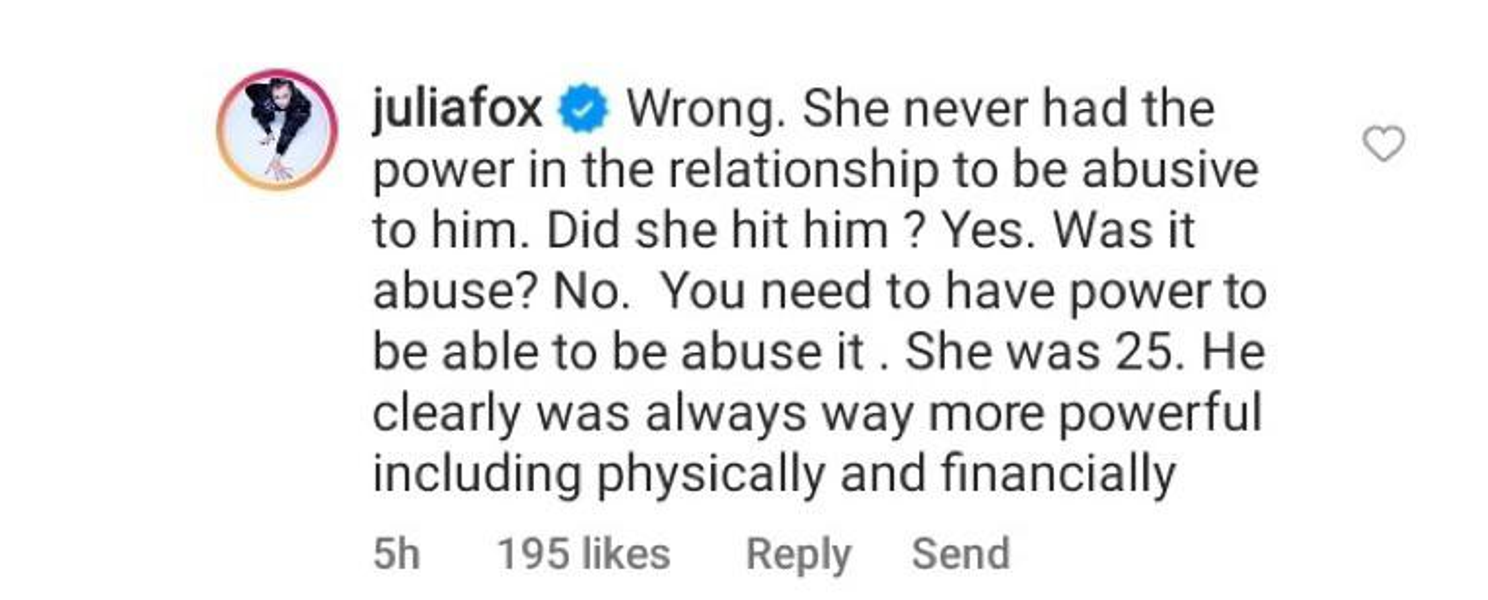 juliafox Wrong. She never had the
power in the relationship to be abusive
to him. Did she hit him ? Yes. Was it
abuse? No.  You need to have power to
be able to be abuse it . She was 25. He
clearly was always way more powerful
including physically and financially
5h 195 likes Reply Send